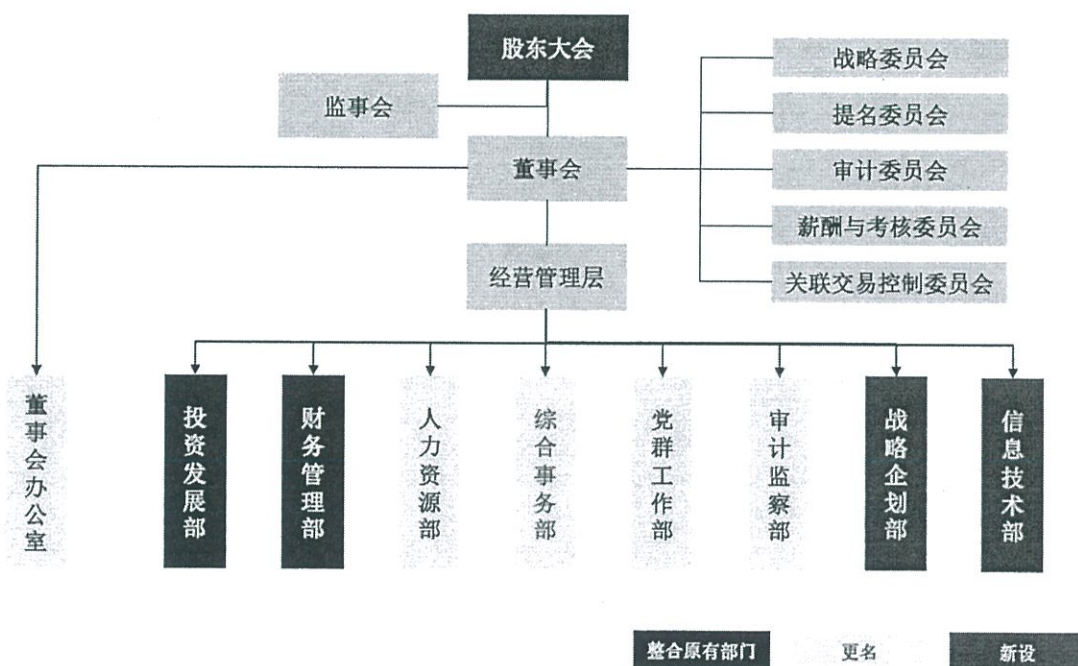 股东大会
监事会
董事会
经营管理层
战略委员会
提名委员会
审计委员会
薪酬与考核委员会
关联交易控制委员会
董事会办公室
投资发展部
财务管理部
人力资源部
综合事务部
党群工作部
审计监察部
战略企划部
信息技术部
整合原有部门
更名
新设